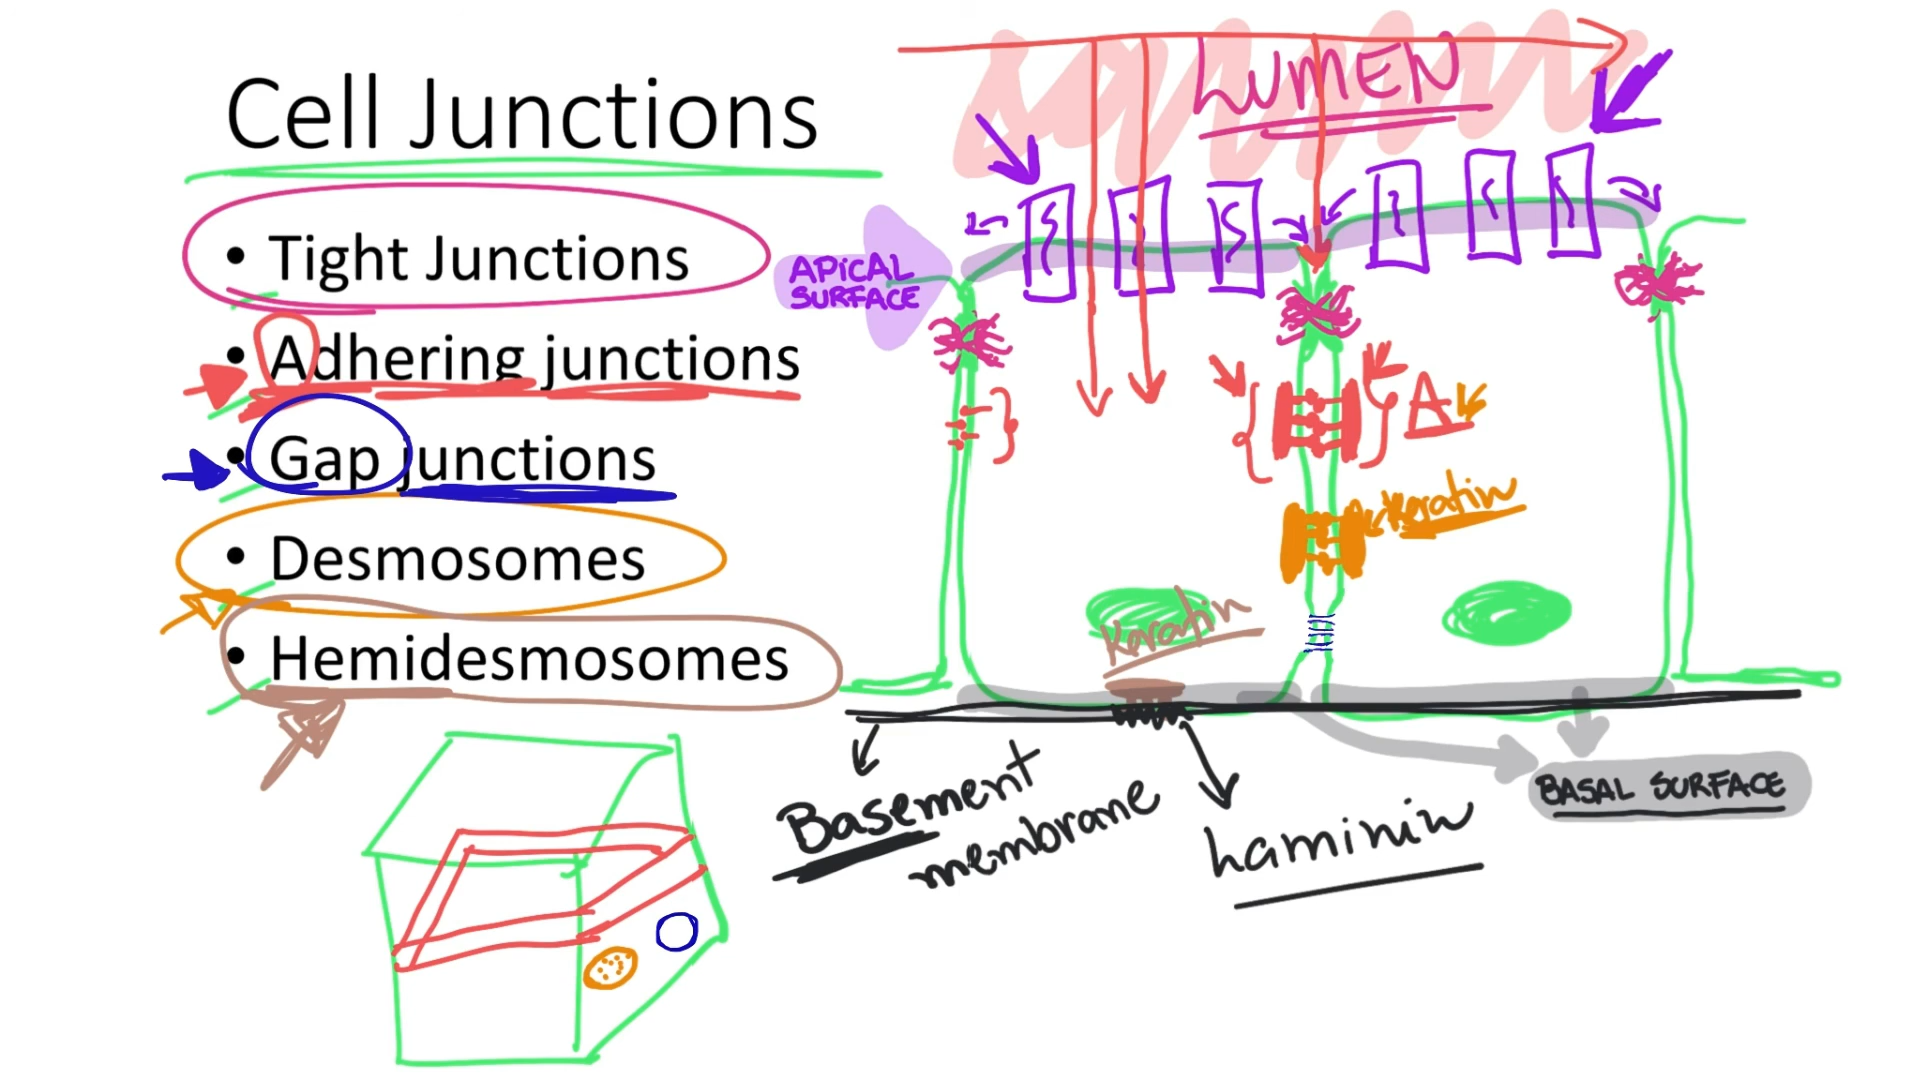 Cell Junctions
• Tight Junctions
• Adhering junctions
• Gap junctions
• Desmosomes
• Hemidesmosomes
LUMEN
APiCAL
SURFACE
A
Keratin
Keratin
Basement
membrane
Laminin
BASAL SURFACE